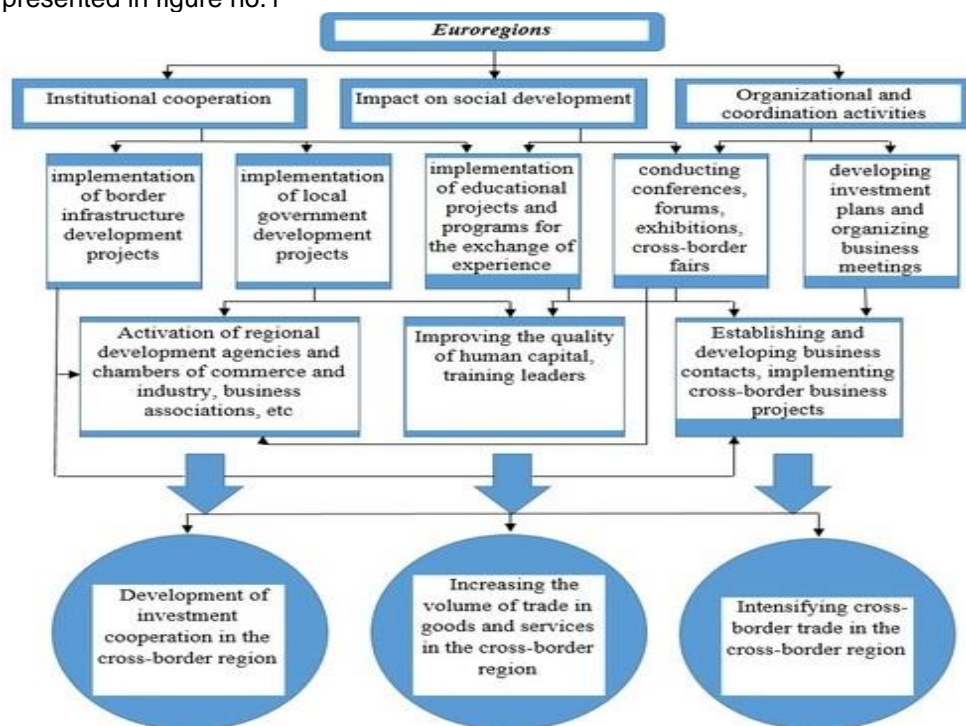 presented in figure no.1
Euroregions
Institutional cooperation
Impact on social development
Organizational and
coordination activities
implementation
of border
infrastructure
development
projects
implementation
of local
government
development
projects
implementation
of educational
projects and
programs for
the exchange of
experience
conducting
conferences,
forums,
exhibitions,
cross-border
fairs
developing
investment
plans and
organizing
business
meetings
Activation of regional
development agencies and
chambers of commerce and
industry, business
associations, etc
Improving the quality
of human capital,
training leaders
Establishing and
developing business
contacts, implementing
cross-border business
projects
Development of
investment
cooperation in the
cross-border region
Increasing the
volume of trade in
goods and services
in the cross-border
region
Intensifying cross-
border trade in the
cross-border region